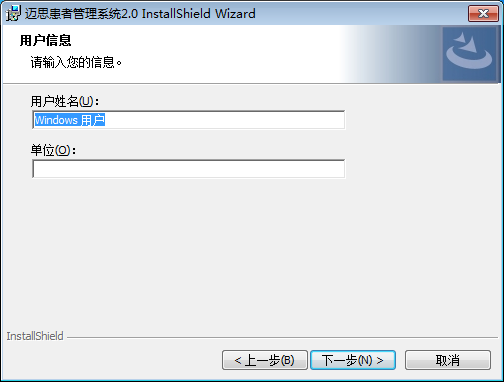 迈思患者管理系统2.0 InstallShield Wizard
用户信息
请输入您的信息。
用户姓名(U):
Windows 用户
单位(O):
InstallShield
< 上一步(B)
下一步(N) >
取消